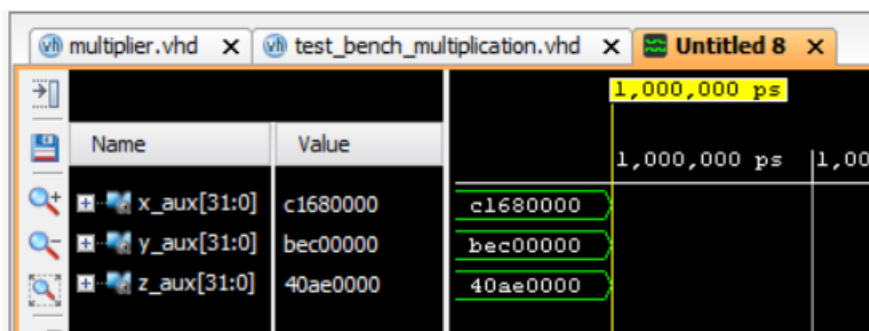 multiplier.vhd X test_bench_multiplication.vhd X Untitled 8 X
1,000,000 ps
Name Value
1,000,000 ps 1,00
x_aux[31:0] c1680000 c1680000
y_aux[31:0] bec00000 bec00000
z_aux[31:0] 40ae0000 40ae0000